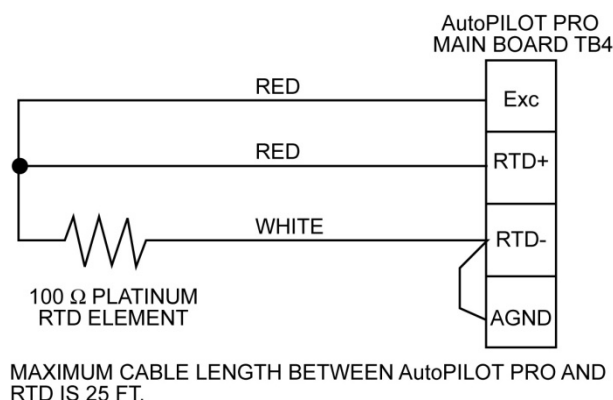 AutoPILOT PRO
MAIN BOARD TB4
RED
Exc
RED
RTD+
WHITE
RTD-
100 Ω PLATINUM
RTD ELEMENT
AGND
MAXIMUM CABLE LENGTH BETWEEN AutoPILOT PRO AND
RTD IS 25 FT.